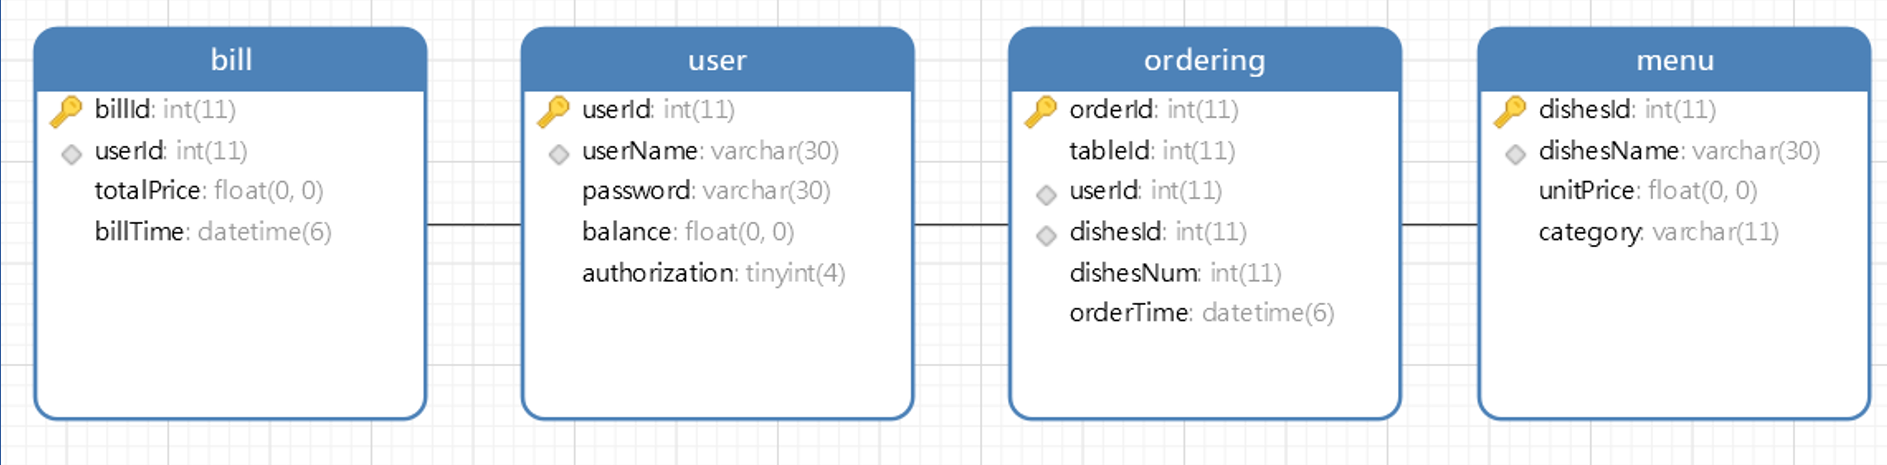 bill
billId: int(11)
userId: int(11)
totalPrice: float(0, 0)
billTime: datetime(6)
user
userId: int(11)
userName: varchar(30)
password: varchar(30)
balance: float(0, 0)
authorization: tinyint(4)
ordering
orderId: int(11)
tableId: int(11)
userId: int(11)
dishesId: int(11)
dishesNum: int(11)
orderTime: datetime(6)
menu
dishesId: int(11)
dishesName: varchar(30)
unitPrice: float(0, 0)
category: varchar(11)